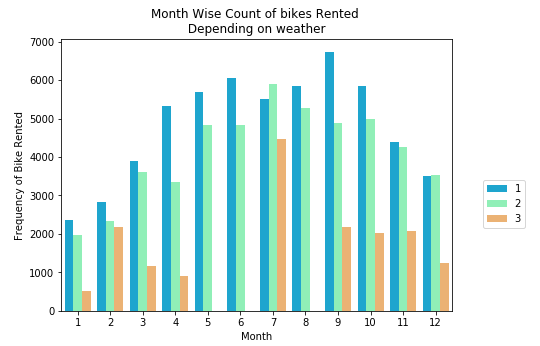 Month Wise Count of bikes Rented
Depending on weather
7000
6000
5000
4000
3000
2000
1000
0
Frequency of Bike Rented
1 2 3 4 5 6 7 8 9 10 11 12
Month
1
2
3